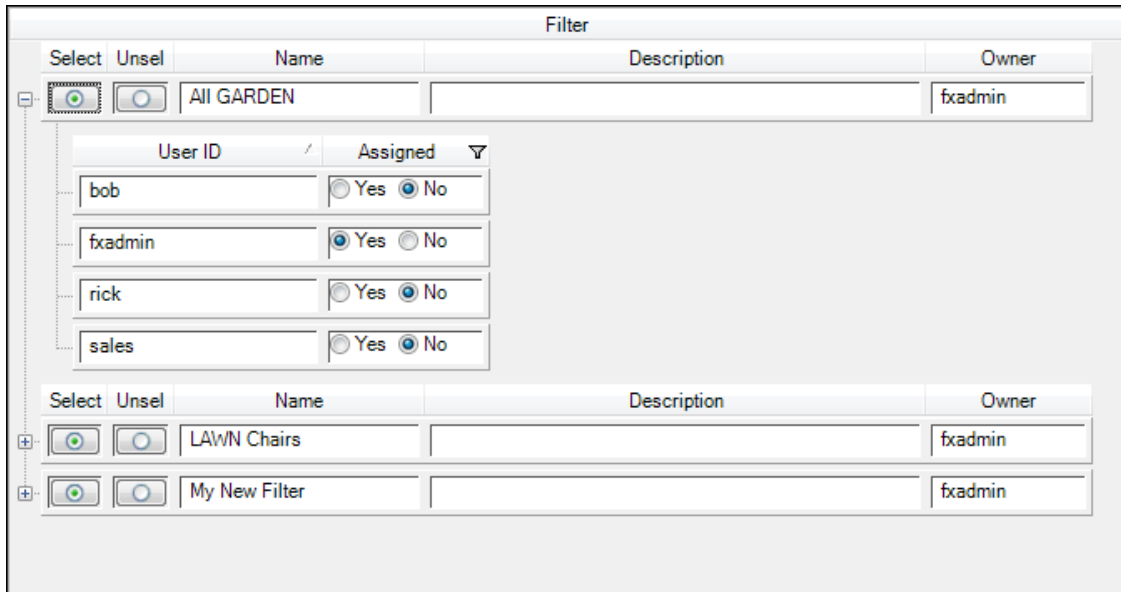 Filter
Select Unsel Name Description Owner
All GARDEN fxadmin
User ID Assigned
bob Yes No
fxadmin Yes No
rick Yes No
sales Yes No
Select Unsel Name Description Owner
LAWN Chairs fxadmin
My New Filter fxadmin